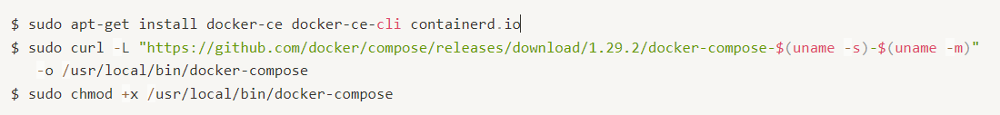 $ sudo apt-get install docker-ce docker-ce-cli containerd.io
$ sudo curl -L "https://github.com/docker/compose/releases/download/1.29.2/docker-compose-$(uname -s)-$(uname -m)"
-o /usr/local/bin/docker-compose
$ sudo chmod +x /usr/local/bin/docker-compose